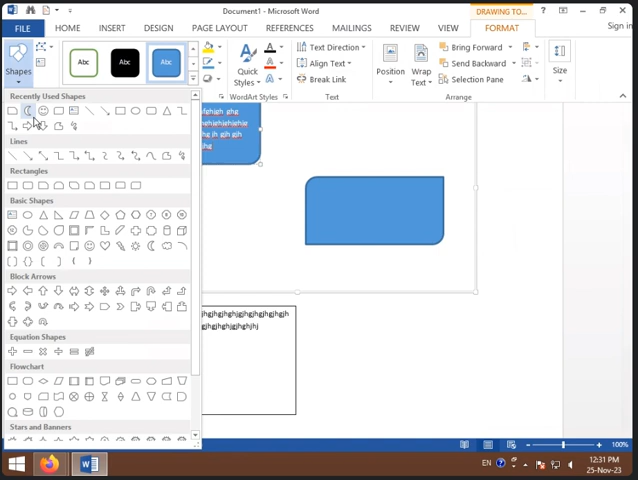 Document1 - Microsoft Word
DRAWING TO...
FILE
HOME
INSERT
DESIGN
PAGE LAYOUT
REFERENCES
MAILINGS
REVIEW
VIEW
FORMAT
Sign in
Shapes
Abc
Abc
Abc
Quick
Styles
Text Direction
Align Text
Create Link
Break Link
Position
Wrap
Text
Bring Forward
Send Backward
Selection Pane
Size
WordArt Styles
Text
Arrange
Recently Used Shapes
Lines
Rectangles
Basic Shapes
Block Arrows
Equation Shapes
Flowchart
Stars and Banners
100%
EN
12:31 PM
25-Nov-23